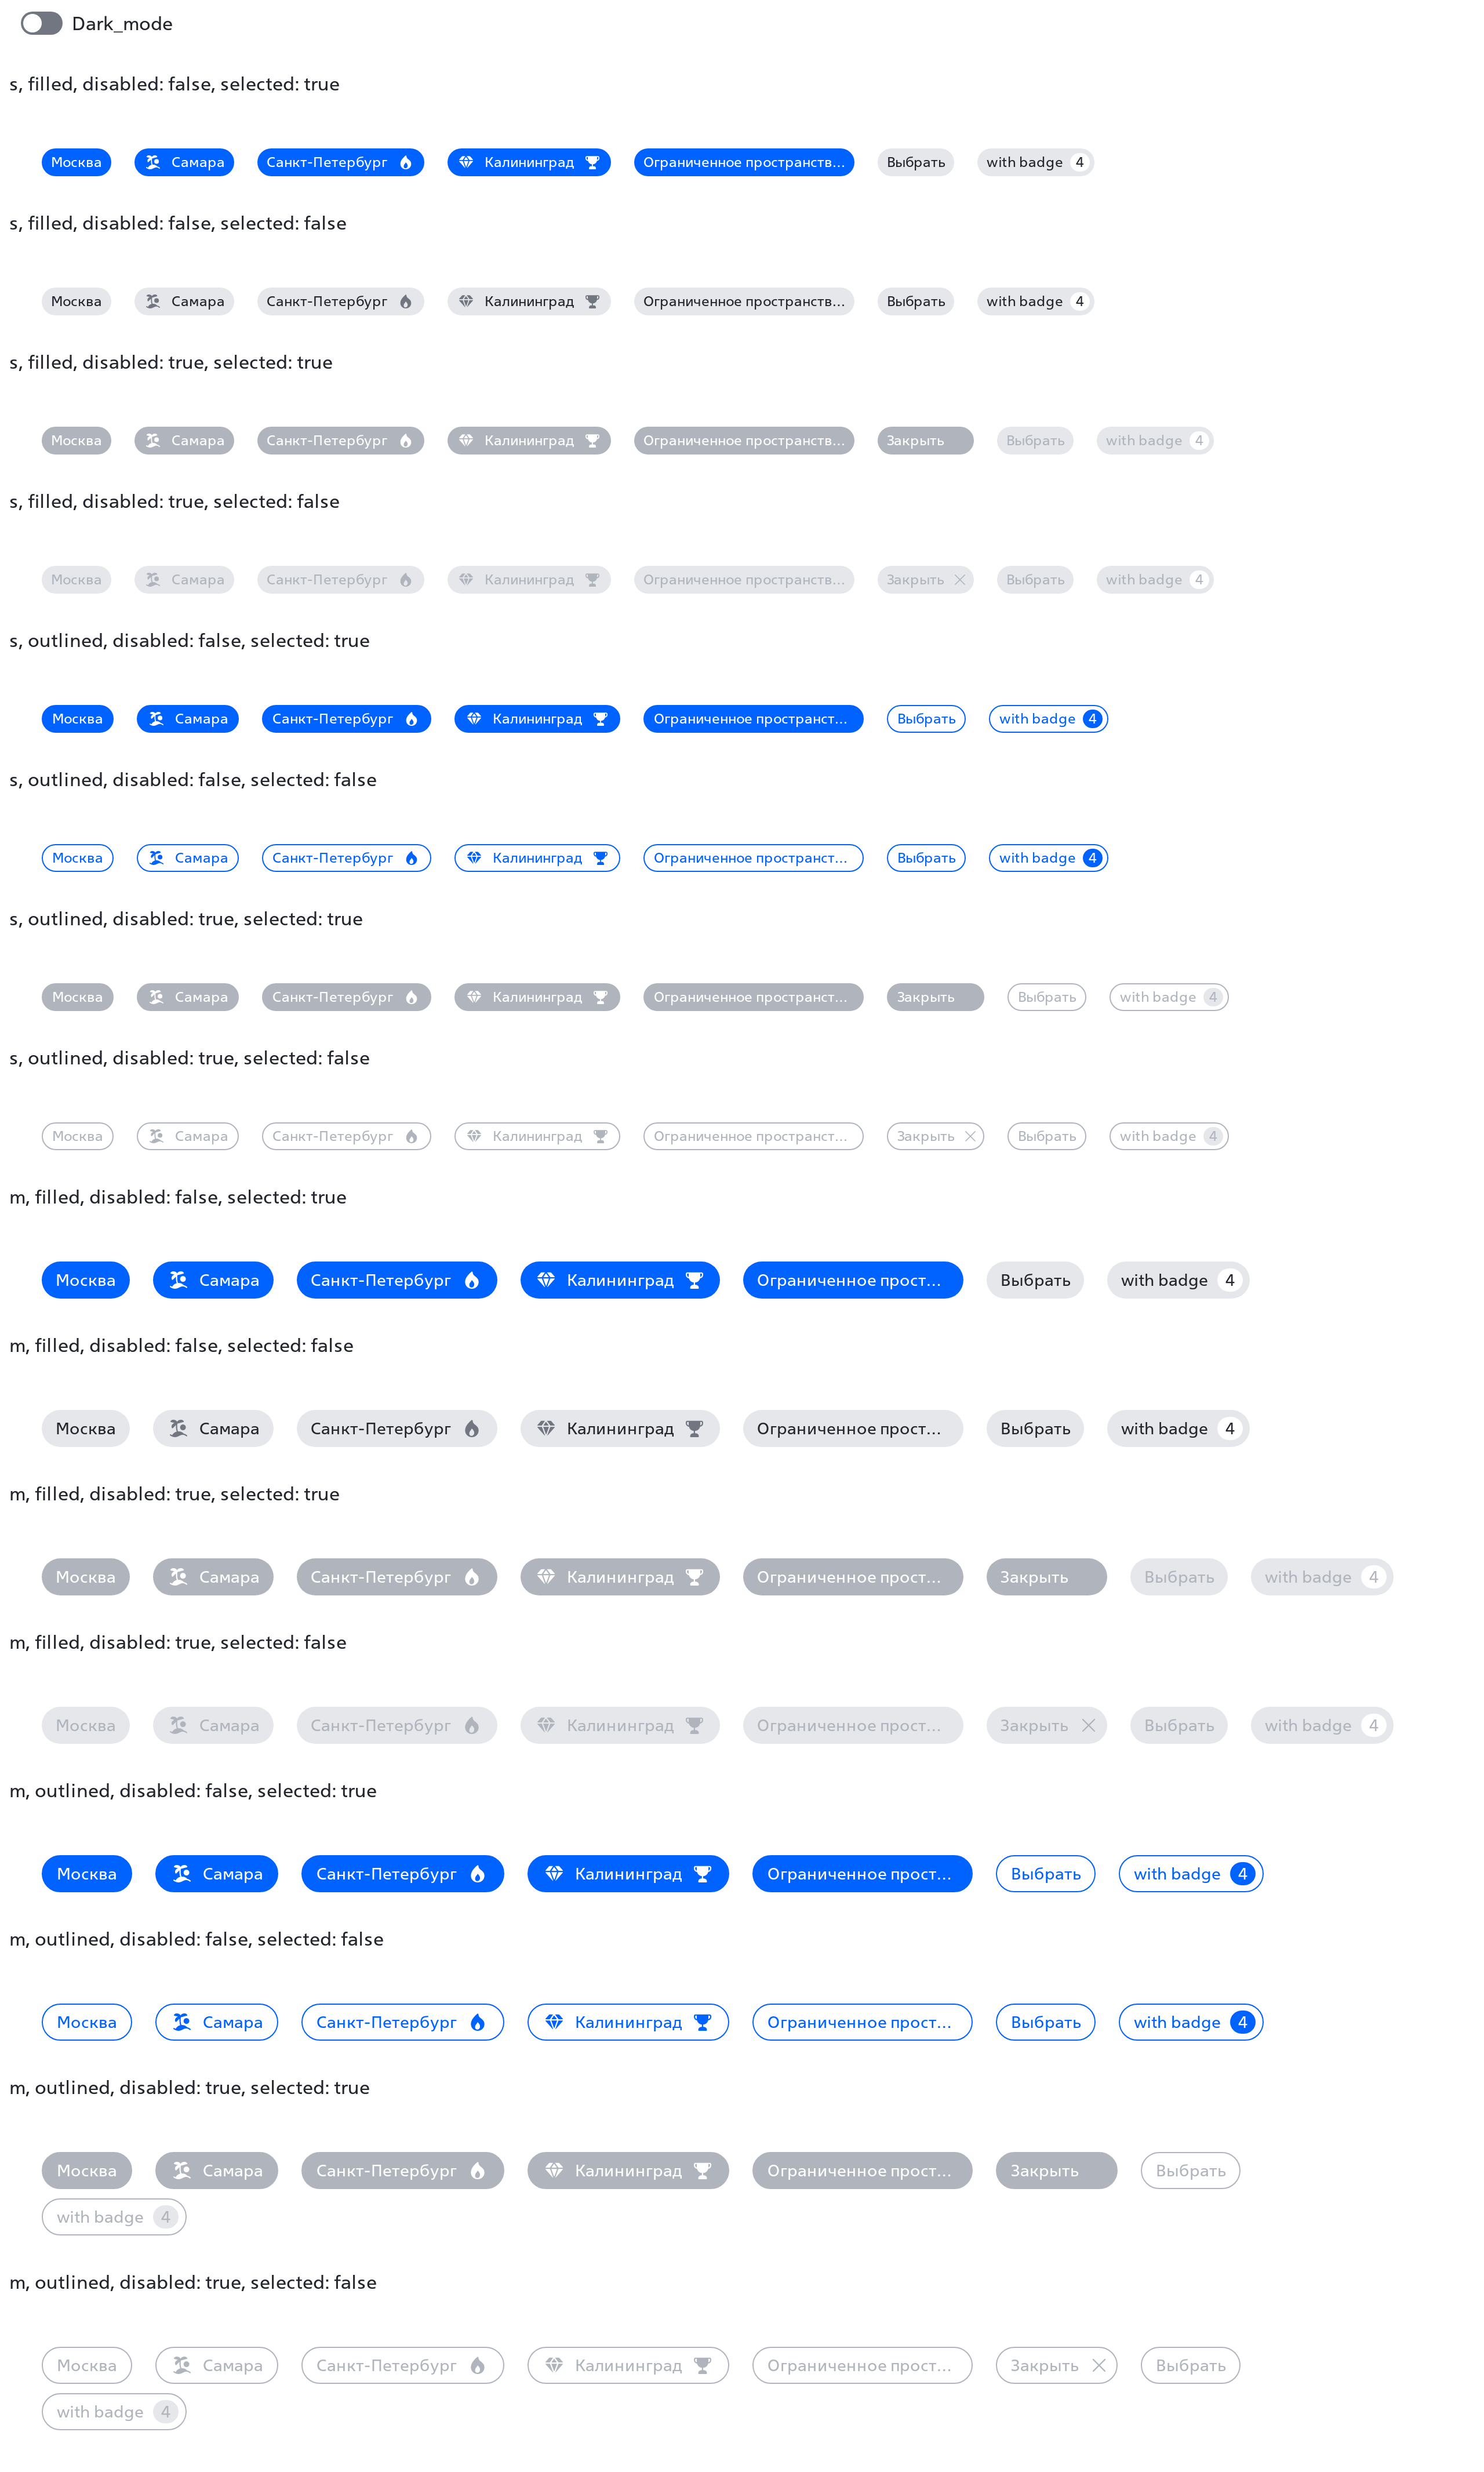 Dark_mode
s, filled, disabled: false, selected: true
Москва Самара Санкт-Петербург Калининград Ограниченное пространств... Выбрать with badge 4
s, filled, disabled: false, selected: false
Москва Самара Санкт-Петербург Калининград Ограниченное пространств... Выбрать with badge 4
s, filled, disabled: true, selected: true
Москва Самара Санкт-Петербург Калининград Ограниченное пространств... Закрыть Выбрать with badge 4
s, filled, disabled: true, selected: false
Москва Самара Санкт-Петербург Калининград Ограниченное пространств... Закрыть Выбрать with badge 4
s, outlined, disabled: false, selected: true
Москва Самара Санкт-Петербург Калининград Ограниченное пространст... Выбрать with badge 4
s, outlined, disabled: false, selected: false
Москва Самара Санкт-Петербург Калининград Ограниченное пространст... Выбрать with badge 4
s, outlined, disabled: true, selected: true
Москва Самара Санкт-Петербург Калининград Ограниченное пространст... Закрыть Выбрать with badge 4
s, outlined, disabled: true, selected: false
Москва Самара Санкт-Петербург Калининград Ограниченное пространст... Закрыть Выбрать with badge 4
m, filled, disabled: false, selected: true
Москва Самара Санкт-Петербург Калининград Ограниченное прост... Выбрать with badge 4
m, filled, disabled: false, selected: false
Москва Самара Санкт-Петербург Калининград Ограниченное прост... Выбрать with badge 4
m, filled, disabled: true, selected: true
Москва Самара Санкт-Петербург Калининград Ограниченное прост... Закрыть Выбрать with badge 4
m, filled, disabled: true, selected: false
Москва Самара Санкт-Петербург Калининград Ограниченное прост... Закрыть Выбрать with badge 4
m, outlined, disabled: false, selected: true
Москва Самара Санкт-Петербург Калининград Ограниченное прост... Выбрать with badge 4
m, outlined, disabled: false, selected: false
Москва Самара Санкт-Петербург Калининград Ограниченное прост... Выбрать with badge 4
m, outlined, disabled: true, selected: true
Москва Самара Санкт-Петербург Калининград Ограниченное прост... Закрыть Выбрать
with badge 4
m, outlined, disabled: true, selected: false
Москва Самара Санкт-Петербург Калининград Ограниченное прост... Закрыть Выбрать
with badge 4